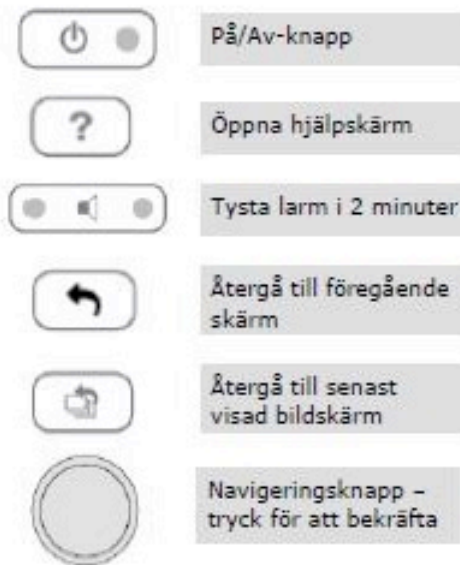 På/Av-knapp
?
Öppna hjälpskärm
Tysta larm i 2 minuter
Återgå till föregående
skärm
Återgå till senast
visad bildskärm
Navigeringsknapp –
tryck för att bekräfta